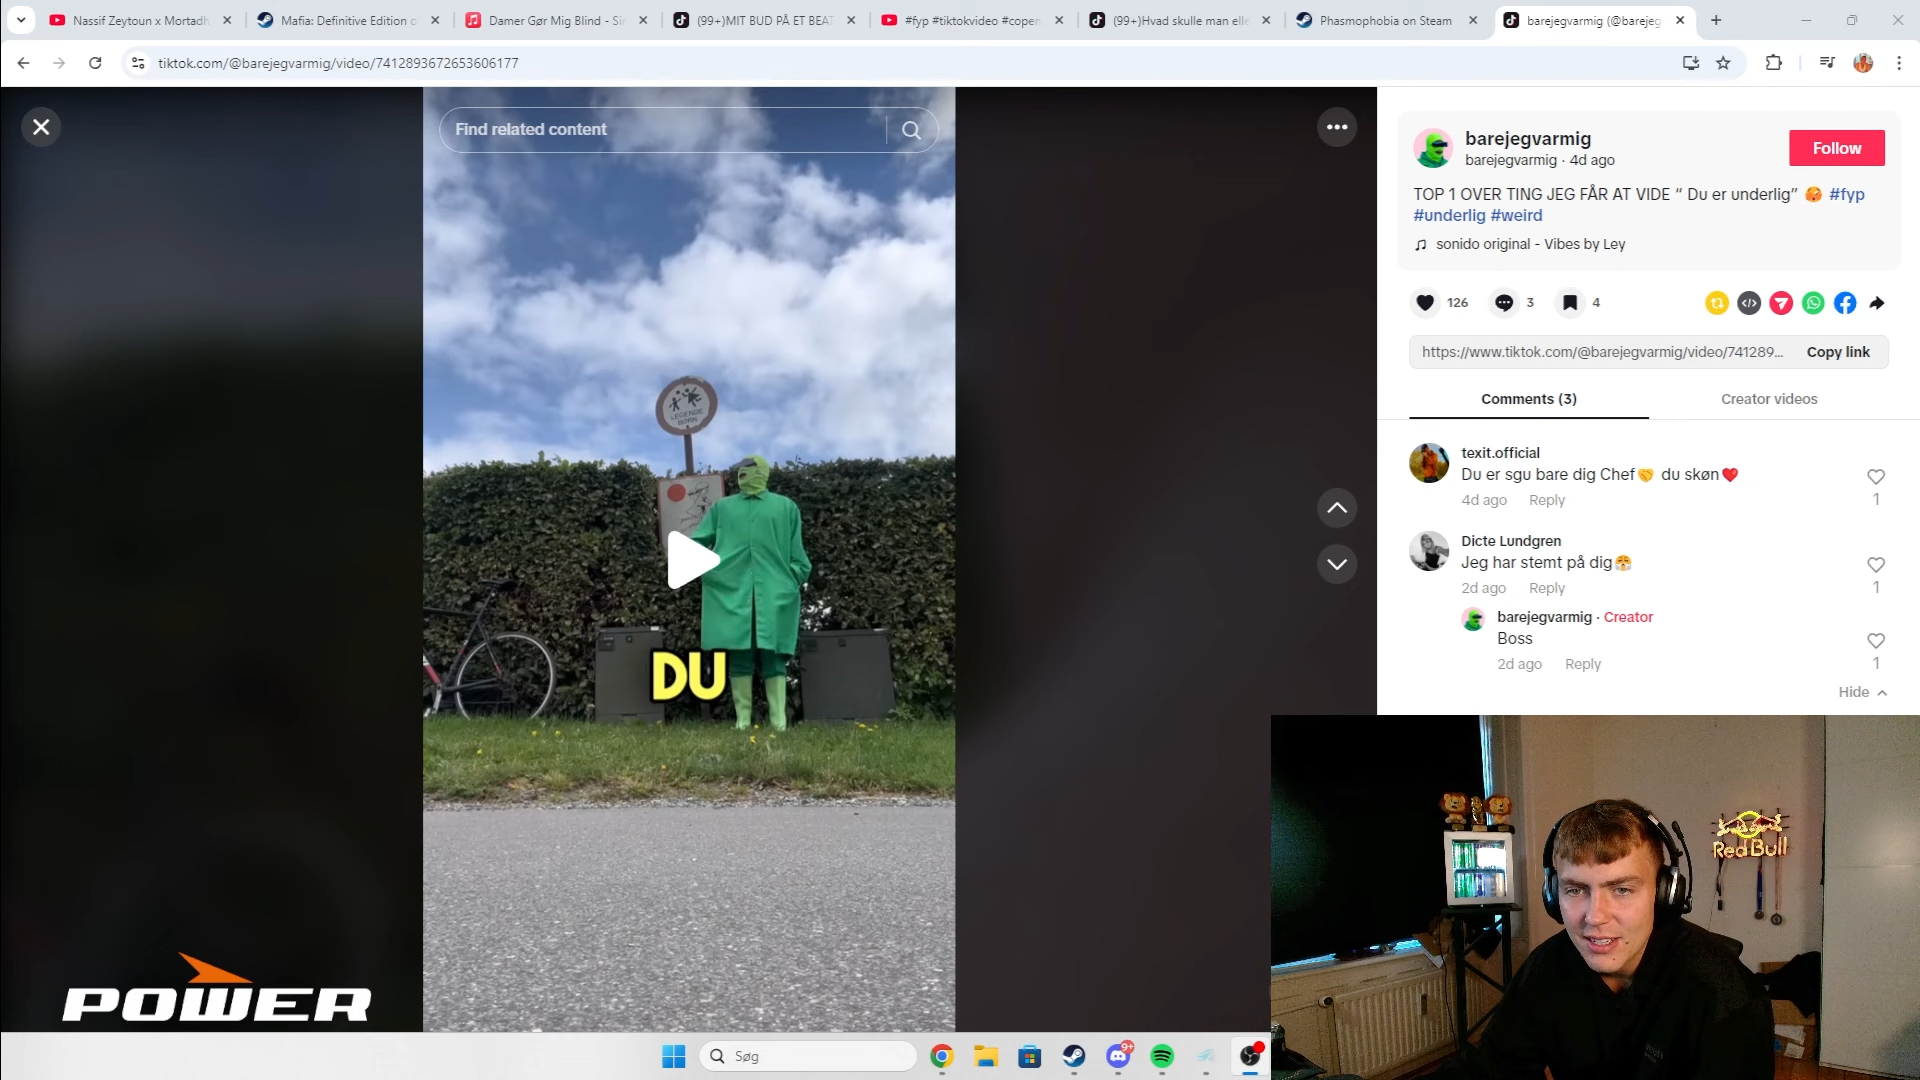 Nassif Zeytoun x Mortadh
Mafia: Definitive Edition o
Damer Gør Mig Blind - Sin
(99+)MIT BUD PÅ ET BEAT
#fyp #tiktokvideo #copen
(99+)Hvad skulle man elle
Phasmophobia on Steam
barejegvarmig (@barejeg
tiktok.com/@barejegvarmig/video/7412893672653606177
Find related content
LEGENDE
BØRN
DU
POWER
barejegvarmig
barejegvarmig · 4d ago
Follow
TOP 1 OVER TING JEG FÅR AT VIDE “ Du er underlig” #fyp
#underlig #weird
sonido original - Vibes by Ley
126
3
4
https://www.tiktok.com/@barejegvarmig/video/741289...
Copy link
Comments (3)
Creator videos
texit.official
Du er sgu bare dig Chef🤝 du skøn❤️
4d ago Reply
1
Dicte Lundgren
Jeg har stemt på dig😤
2d ago Reply
1
barejegvarmig · Creator
Boss
2d ago Reply
1
Hide
Red Bull
Søg
9+